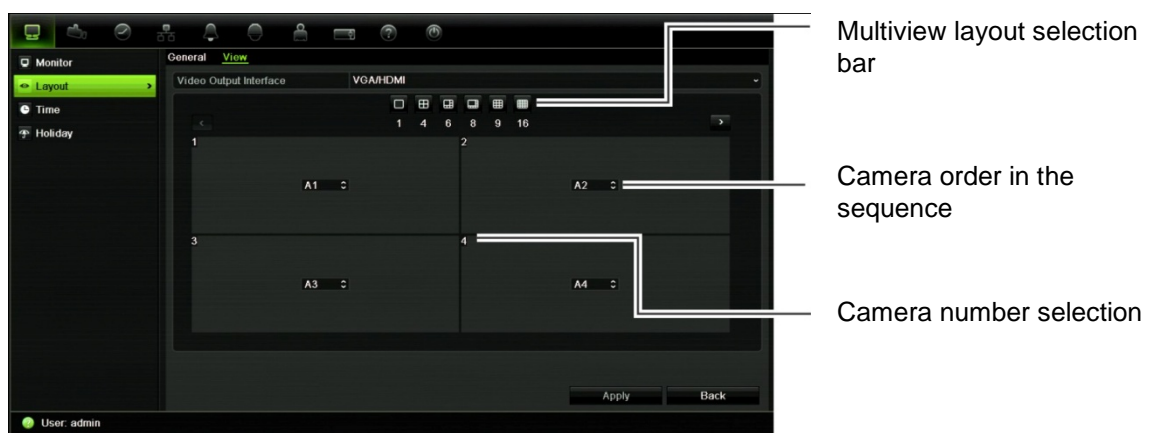 Multiview layout selection
bar
General View
Monitor
Video Output Interface VGA/HDMI
Layout
Time
Holiday
1 4 6 8 9 16
1 2
A1 A2
Camera order in the
sequence
3 4
A3 A4
Camera number selection
Apply Back
User: admin